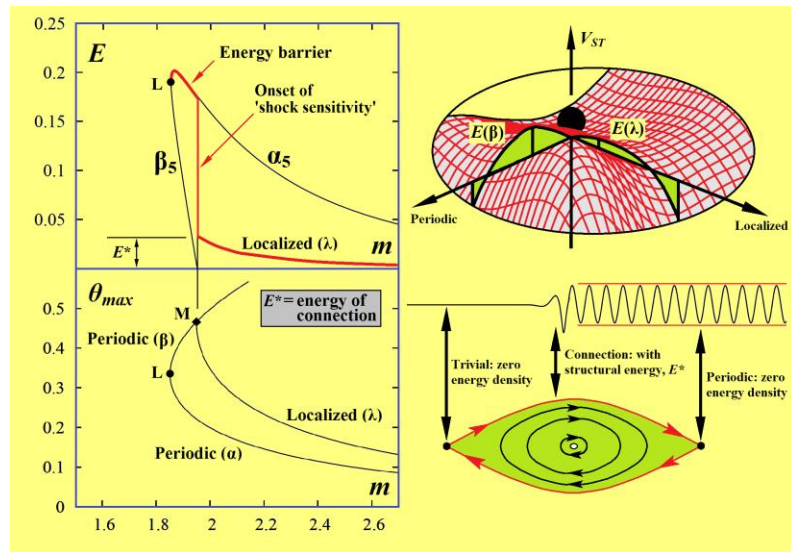 0.25
E
0.2
0.15
0.1
0.05
L
Energy barrier
Onset of
'shock sensitivity'
β5
α5
E*
Localized (λ)
m
θmax
0.5
0.4
0.3
0.2
0.1
0
M
E* = energy of
connection
Periodic (β)
L
Localized (λ)
Periodic (α)
m
1.6
1.8
2
2.2
2.4
2.6
VST
E(β)
E(λ)
Periodic
Localized
Trivial: zero
energy density
Connection: with
structural energy, E*
Periodic: zero
energy density